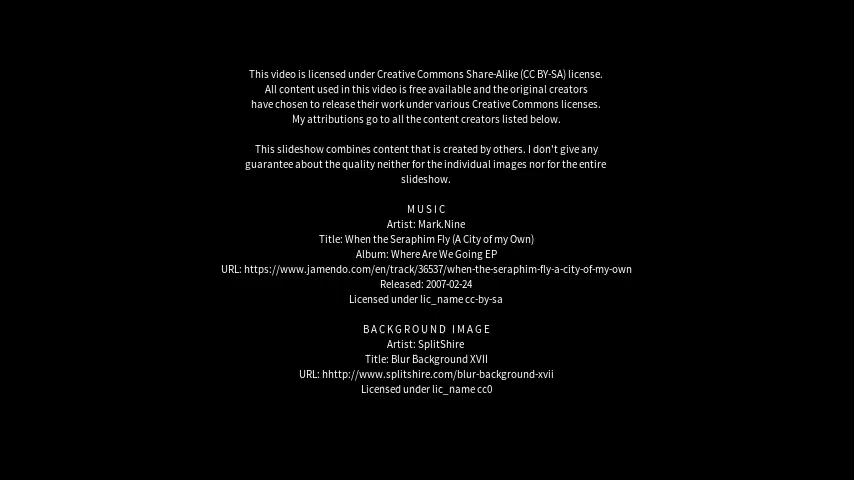 This video is licensed under Creative Commons Share-Alike (CC BY-SA) license.
All content used in this video is free available and the original creators
have chosen to release their work under various Creative Commons licenses.
My attributions go to all the content creators listed below.
This slideshow combines content that is created by others. I don't give any
guarantee about the quality neither for the individual images nor for the entire
slideshow.
MUSIC
Artist: Mark.Nine
Title: When the Seraphim Fly (A City of my Own)
Album: Where Are We Going EP
URL: https://www.jamendo.com/en/track/36537/when-the-seraphim-fly-a-city-of-my-own
Released: 2007-02-24
Licensed under lic_name cc-by-sa
BACKGROUND IMAGE
Artist: SplitShire
Title: Blur Background XVII
URL: hhttp://www.splitshire.com/blur-background-xvii
Licensed under lic_name cc0